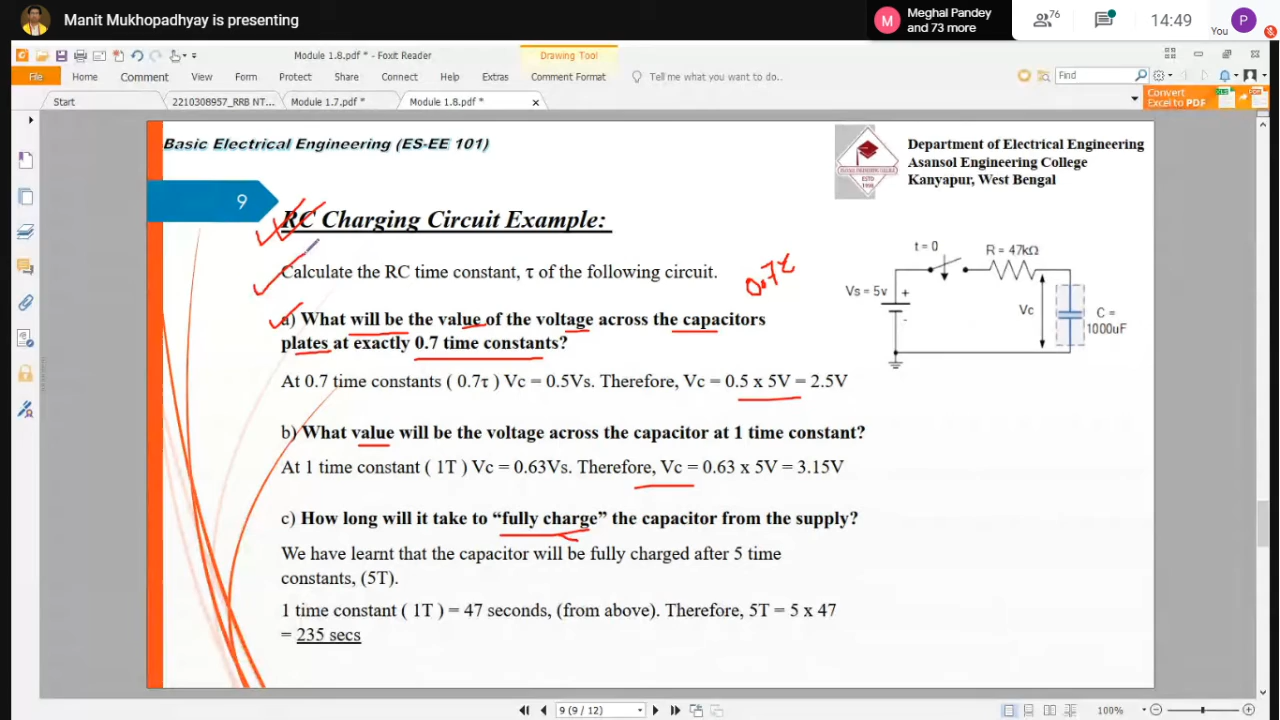 Manit Mukhopadhyay is presenting
M
Meghal Pandey
and 73 more
76
14:49
You
P
Module 1.8.pdf * - Foxit Reader
Drawing Tool
File
Home
Comment
View
Form
Protect
Share
Connect
Help
Extras
Comment Format
Tell me what you want to do..
Find
Start
2210308957_RRB NT...
Module 1.7.pdf *
Module 1.8.pdf *
Convert
Excel to PDF
Basic Electrical Engineering (ES-EE 101)
Department of Electrical Engineering
Asansol Engineering College
Kanyapur, West Bengal
9
RC Charging Circuit Example:
Calculate the RC time constant, τ of the following circuit.
0.7τ
a) What will be the value of the voltage across the capacitors
plates at exactly 0.7 time constants?
At 0.7 time constants ( 0.7τ ) Vc = 0.5Vs. Therefore, Vc = 0.5 x 5V = 2.5V
b) What value will be the voltage across the capacitor at 1 time constant?
At 1 time constant ( 1T ) Vc = 0.63Vs. Therefore, Vc = 0.63 x 5V = 3.15V
c) How long will it take to “fully charge” the capacitor from the supply?
We have learnt that the capacitor will be fully charged after 5 time
constants, (5T).
1 time constant ( 1T ) = 47 seconds, (from above). Therefore, 5T = 5 x 47
= 235 secs
t = 0
R = 47kΩ
Vs = 5v
+
-
Vc
C =
1000uF
9 (9 / 12)
100%